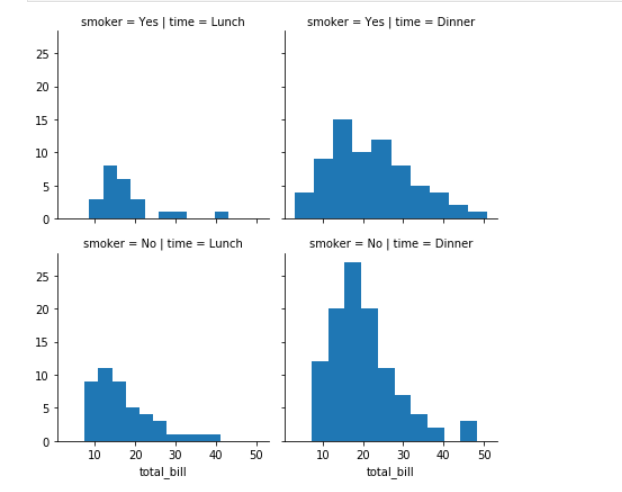 smoker = Yes | time = Lunch
smoker = Yes | time = Dinner
25
20
15
10
5
0
smoker = No | time = Lunch
smoker = No | time = Dinner
25
20
15
10
5
0
10 20 30 40 50
10 20 30 40 50
total_bill
total_bill